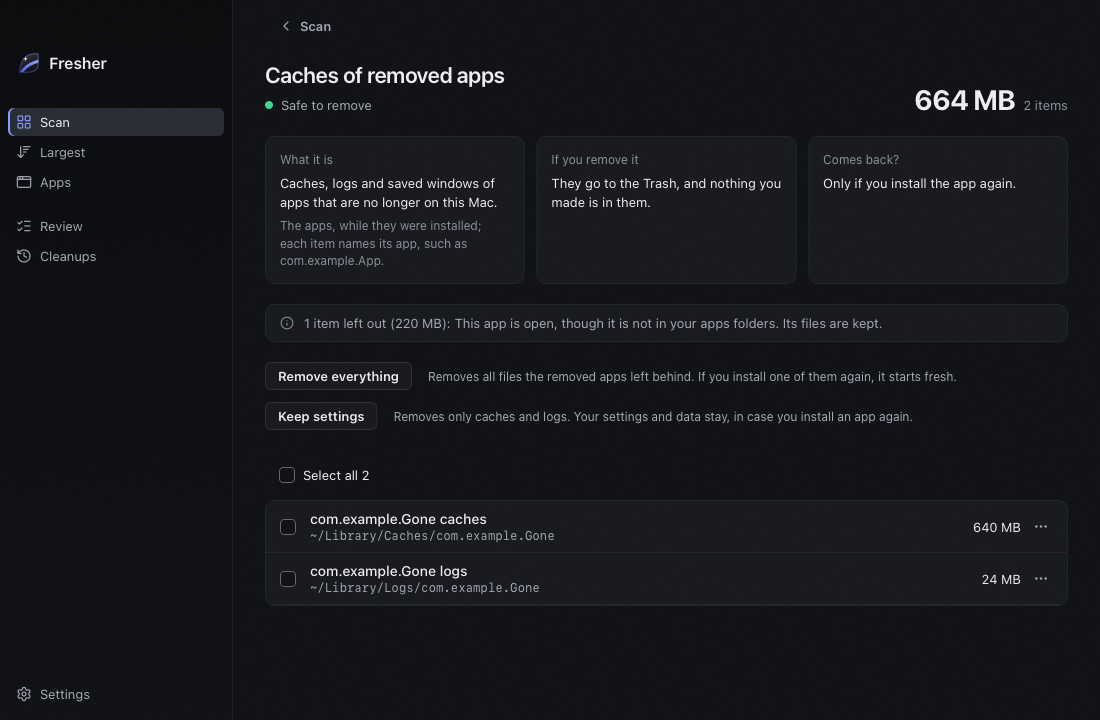 Scan
Fresher
Scan
Largest
Apps
Review
Cleanups
Settings
Caches of removed apps
Safe to remove
664 MB 2 items
What it is
Caches, logs and saved windows of
apps that are no longer on this Mac.
The apps, while they were installed;
each item names its app, such as
com.example.App.
If you remove it
They go to the Trash, and nothing you
made is in them.
Comes back?
Only if you install the app again.
1 item left out (220 MB): This app is open, though it is not in your apps folders. Its files are kept.
Remove everything Removes all files the removed apps left behind. If you install one of them again, it starts fresh.
Keep settings Removes only caches and logs. Your settings and data stay, in case you install an app again.
Select all 2
com.example.Gone caches
~/Library/Caches/com.example.Gone
640 MB
com.example.Gone logs
~/Library/Logs/com.example.Gone
24 MB